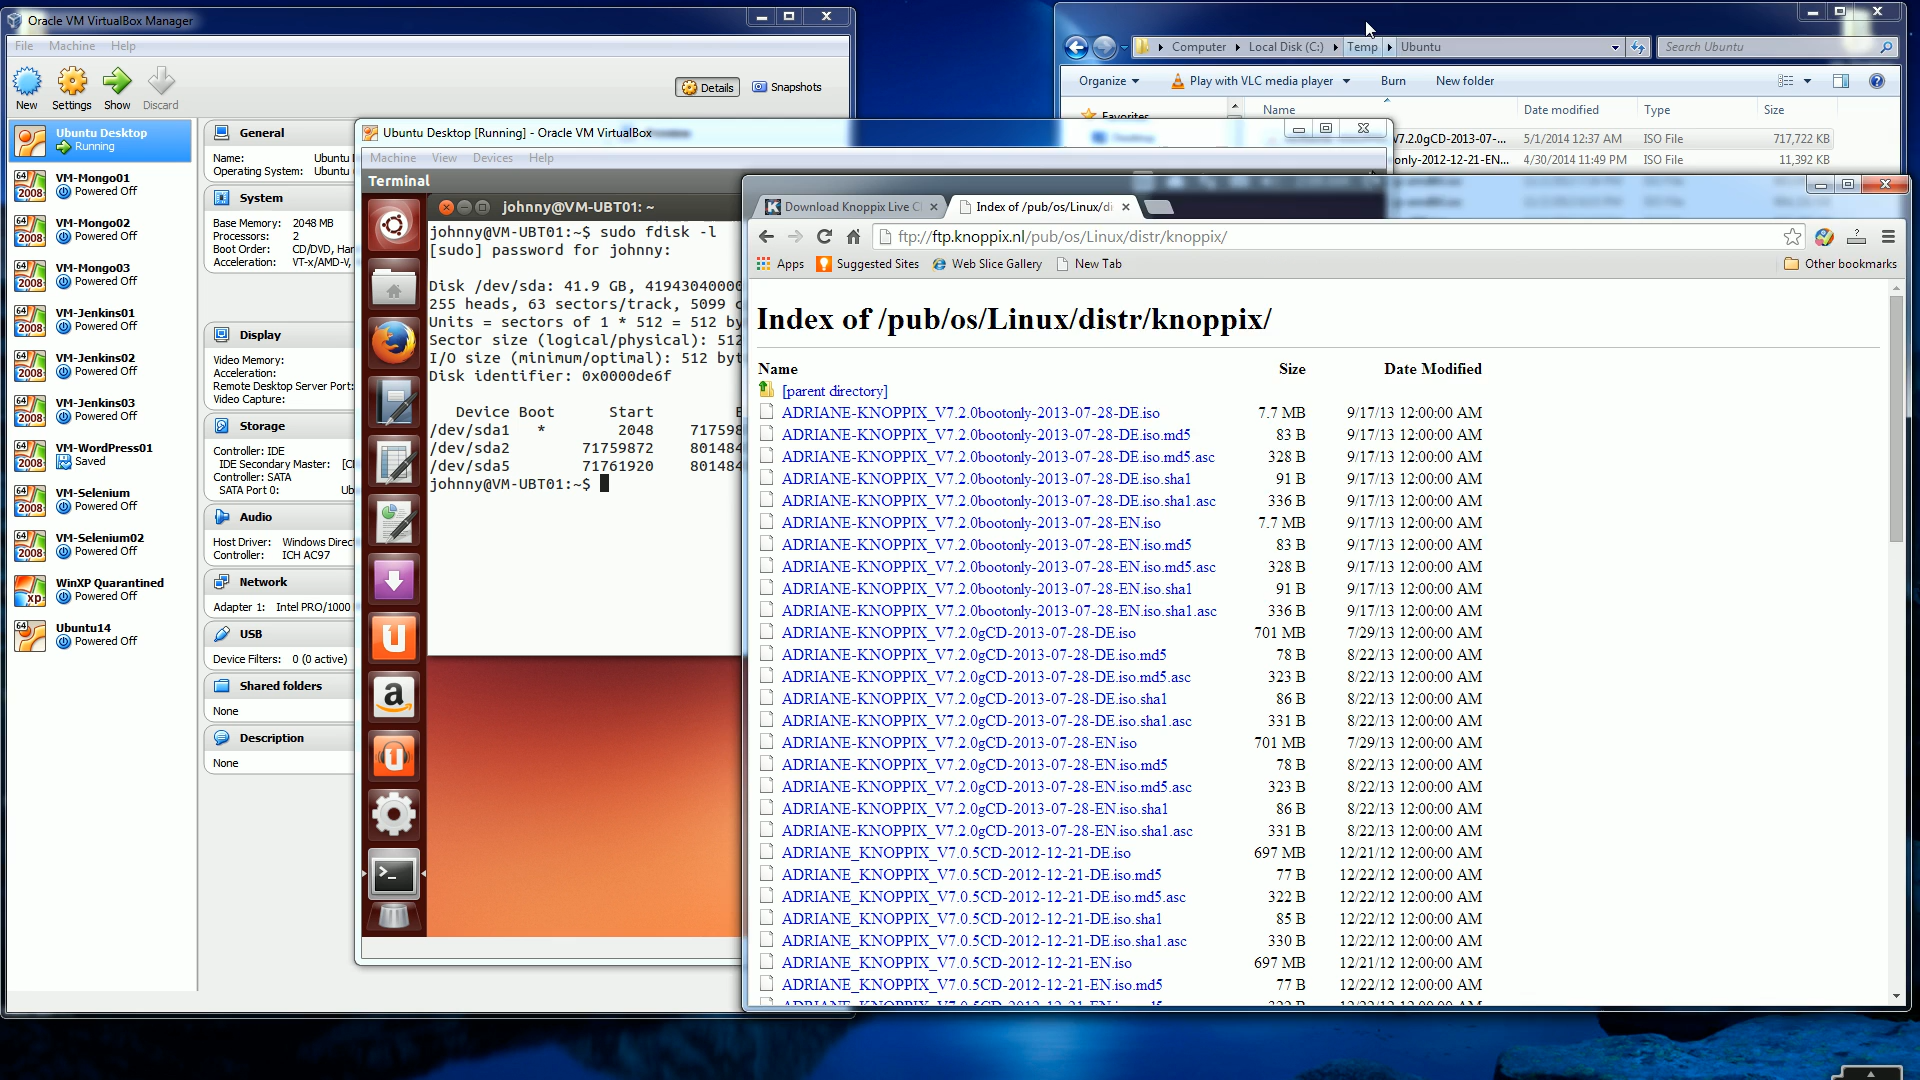 Oracle VM VirtualBox Manager
File Machine Help
New Settings Show Discard
Details Snapshots
Ubuntu Desktop
Running
VM-Mongo01
Powered Off
VM-Mongo02
Powered Off
VM-Mongo03
Powered Off
VM-Jenkins01
Powered Off
VM-Jenkins02
Powered Off
VM-Jenkins03
Powered Off
VM-WordPress01
Saved
VM-Selenium
Powered Off
VM-Selenium02
Powered Off
WinXP Quarantined
Powered Off
Ubuntu14
Powered Off
General
Name: Ubuntu
Operating System: Ubuntu
System
Base Memory: 2048 MB
Processors: 2
Boot Order: CD/DVD, Har
Acceleration: VT-x/AMD-V,
Display
Video Memory:
Acceleration:
Remote Desktop Server Port:
Video Capture:
Storage
Controller: IDE
IDE Secondary Master: [C
Controller: SATA
SATA Port 0: Ub
Audio
Host Driver: Windows Direc
Controller: ICH AC97
Network
Adapter 1: Intel PRO/1000
USB
Device Filters: 0 (0 active)
Shared folders
None
Description
None
Ubuntu Desktop [Running] - Oracle VM VirtualBox
Machine View Devices Help
Terminal
johnny@VM-UBT01: ~
johnny@VM-UBT01:~$ sudo fdisk -l
[sudo] password for johnny:
Disk /dev/sda: 41.9 GB, 41943040000
255 heads, 63 sectors/track, 5099 c
Units = sectors of 1 * 512 = 512 by
Sector size (logical/physical): 512
I/O size (minimum/optimal): 512 byt
Disk identifier: 0x0000de6f
Device Boot Start E
/dev/sda1 * 2048 717598
/dev/sda2 71759872 801484
/dev/sda5 71761920 801484
johnny@VM-UBT01:~$
Computer Local Disk (C:) Temp Ubuntu
Search Ubuntu
Organize Play with VLC media player Burn New folder
Favorites
Name Date modified Type Size
V7.2.0gCD-2013-07-... 5/1/2014 12:37 AM ISO File 717,722 KB
only-2012-12-21-EN... 4/30/2014 11:49 PM ISO File 11,392 KB
Download Knoppix Live C
Index of /pub/os/Linux/di
ftp://ftp.knoppix.nl/pub/os/Linux/distr/knoppix/
Apps Suggested Sites Web Slice Gallery New Tab Other bookmarks
Index of /pub/os/Linux/distr/knoppix/
Name Size Date Modified
[parent directory]
ADRIANE-KNOPPIX_V7.2.0bootonly-2013-07-28-DE.iso 7.7 MB 9/17/13 12:00:00 AM
ADRIANE-KNOPPIX_V7.2.0bootonly-2013-07-28-DE.iso.md5 83 B 9/17/13 12:00:00 AM
ADRIANE-KNOPPIX_V7.2.0bootonly-2013-07-28-DE.iso.md5.asc 328 B 9/17/13 12:00:00 AM
ADRIANE-KNOPPIX_V7.2.0bootonly-2013-07-28-DE.iso.sha1 91 B 9/17/13 12:00:00 AM
ADRIANE-KNOPPIX_V7.2.0bootonly-2013-07-28-DE.iso.sha1.asc 336 B 9/17/13 12:00:00 AM
ADRIANE-KNOPPIX_V7.2.0bootonly-2013-07-28-EN.iso 7.7 MB 9/17/13 12:00:00 AM
ADRIANE-KNOPPIX_V7.2.0bootonly-2013-07-28-EN.iso.md5 83 B 9/17/13 12:00:00 AM
ADRIANE-KNOPPIX_V7.2.0bootonly-2013-07-28-EN.iso.md5.asc 328 B 9/17/13 12:00:00 AM
ADRIANE-KNOPPIX_V7.2.0bootonly-2013-07-28-EN.iso.sha1 91 B 9/17/13 12:00:00 AM
ADRIANE-KNOPPIX_V7.2.0bootonly-2013-07-28-EN.iso.sha1.asc 336 B 9/17/13 12:00:00 AM
ADRIANE-KNOPPIX_V7.2.0gCD-2013-07-28-DE.iso 701 MB 7/29/13 12:00:00 AM
ADRIANE-KNOPPIX_V7.2.0gCD-2013-07-28-DE.iso.md5 78 B 8/22/13 12:00:00 AM
ADRIANE-KNOPPIX_V7.2.0gCD-2013-07-28-DE.iso.md5.asc 323 B 8/22/13 12:00:00 AM
ADRIANE-KNOPPIX_V7.2.0gCD-2013-07-28-DE.iso.sha1 86 B 8/22/13 12:00:00 AM
ADRIANE-KNOPPIX_V7.2.0gCD-2013-07-28-DE.iso.sha1.asc 331 B 8/22/13 12:00:00 AM
ADRIANE-KNOPPIX_V7.2.0gCD-2013-07-28-EN.iso 701 MB 7/29/13 12:00:00 AM
ADRIANE-KNOPPIX_V7.2.0gCD-2013-07-28-EN.iso.md5 78 B 8/22/13 12:00:00 AM
ADRIANE-KNOPPIX_V7.2.0gCD-2013-07-28-EN.iso.md5.asc 323 B 8/22/13 12:00:00 AM
ADRIANE-KNOPPIX_V7.2.0gCD-2013-07-28-EN.iso.sha1 86 B 8/22/13 12:00:00 AM
ADRIANE-KNOPPIX_V7.2.0gCD-2013-07-28-EN.iso.sha1.asc 331 B 8/22/13 12:00:00 AM
ADRIANE_KNOPPIX_V7.0.5CD-2012-12-21-DE.iso 697 MB 12/21/12 12:00:00 AM
ADRIANE_KNOPPIX_V7.0.5CD-2012-12-21-DE.iso.md5 77 B 12/22/12 12:00:00 AM
ADRIANE_KNOPPIX_V7.0.5CD-2012-12-21-DE.iso.md5.asc 322 B 12/22/12 12:00:00 AM
ADRIANE_KNOPPIX_V7.0.5CD-2012-12-21-DE.iso.sha1 85 B 12/22/12 12:00:00 AM
ADRIANE_KNOPPIX_V7.0.5CD-2012-12-21-DE.iso.sha1.asc 330 B 12/22/12 12:00:00 AM
ADRIANE_KNOPPIX_V7.0.5CD-2012-12-21-EN.iso 697 MB 12/21/12 12:00:00 AM
ADRIANE_KNOPPIX_V7.0.5CD-2012-12-21-EN.iso.md5 77 B 12/22/12 12:00:00 AM